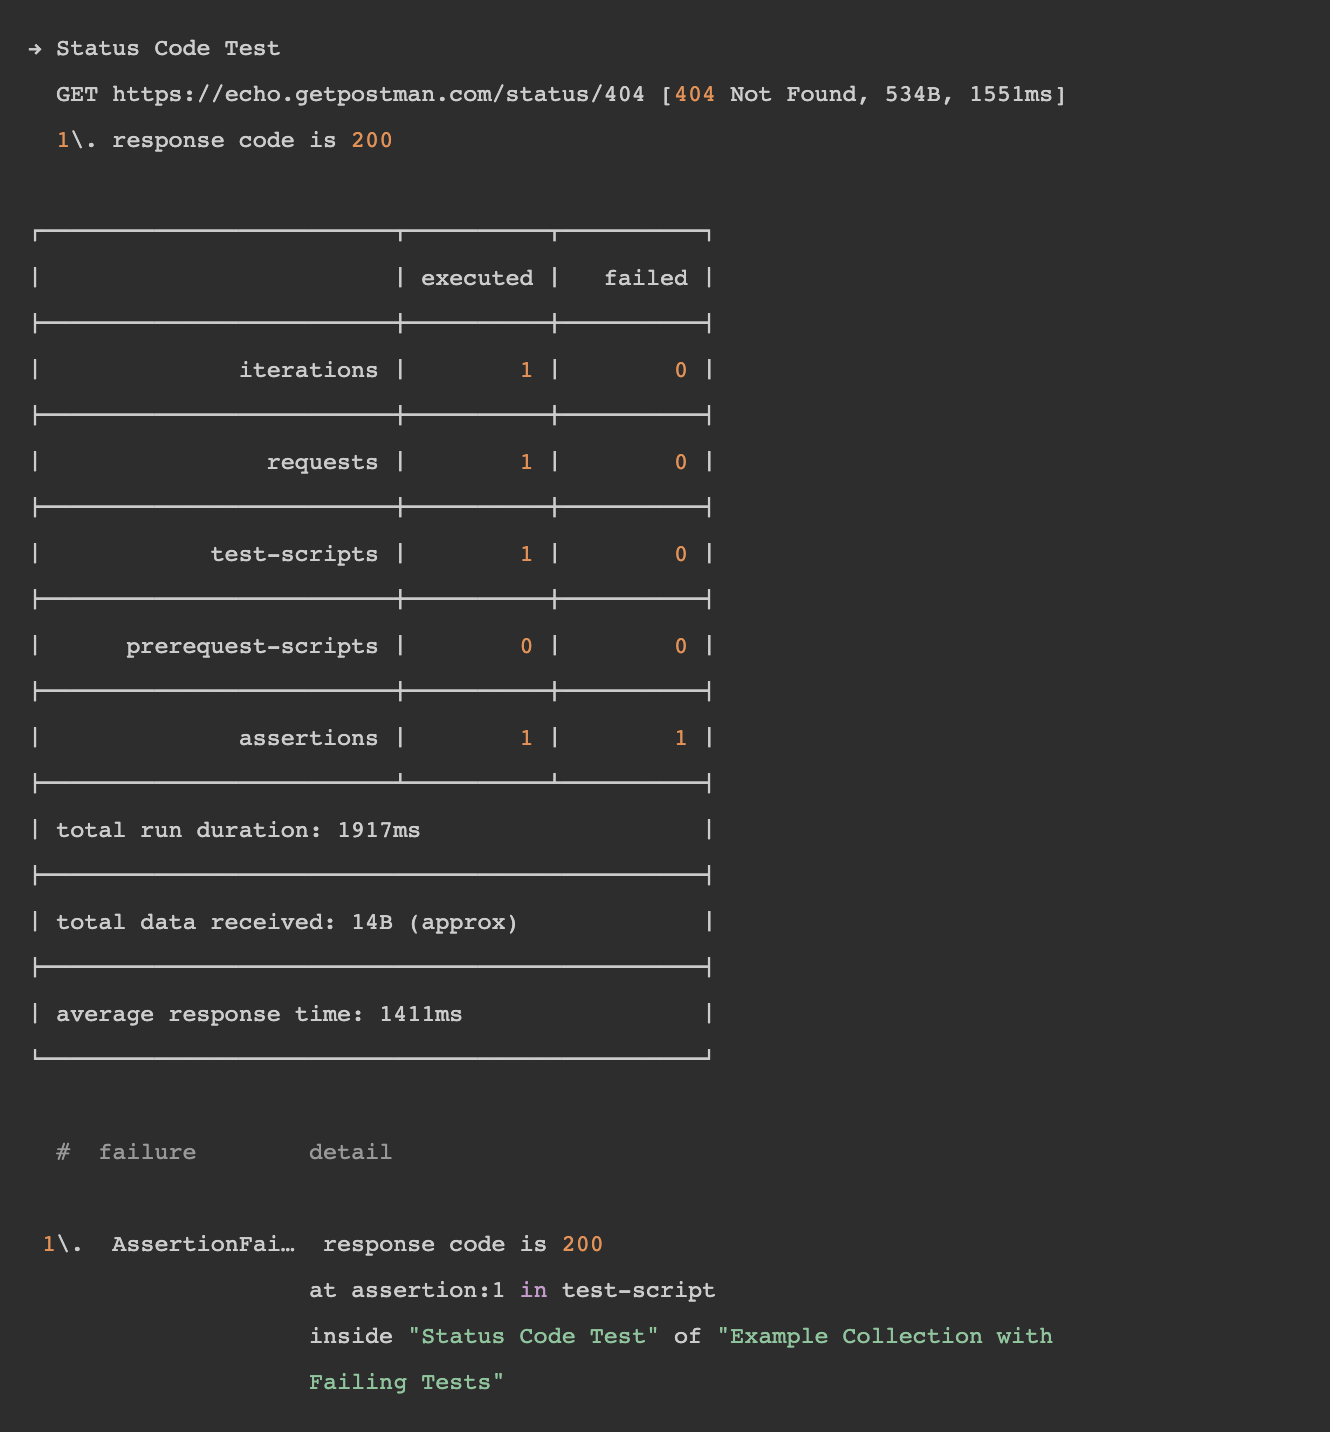 → Status Code Test
GET https://echo.getpostman.com/status/404 [404 Not Found, 534B, 1551ms]
1\. response code is 200
executed failed
iterations 1 0
requests 1 0
test-scripts 1 0
prerequest-scripts 0 0
assertions 1 1
total run duration: 1917ms
total data received: 14B (approx)
average response time: 1411ms
# failure detail
1\. AssertionFai… response code is 200
at assertion:1 in test-script
inside "Status Code Test" of "Example Collection with
Failing Tests"